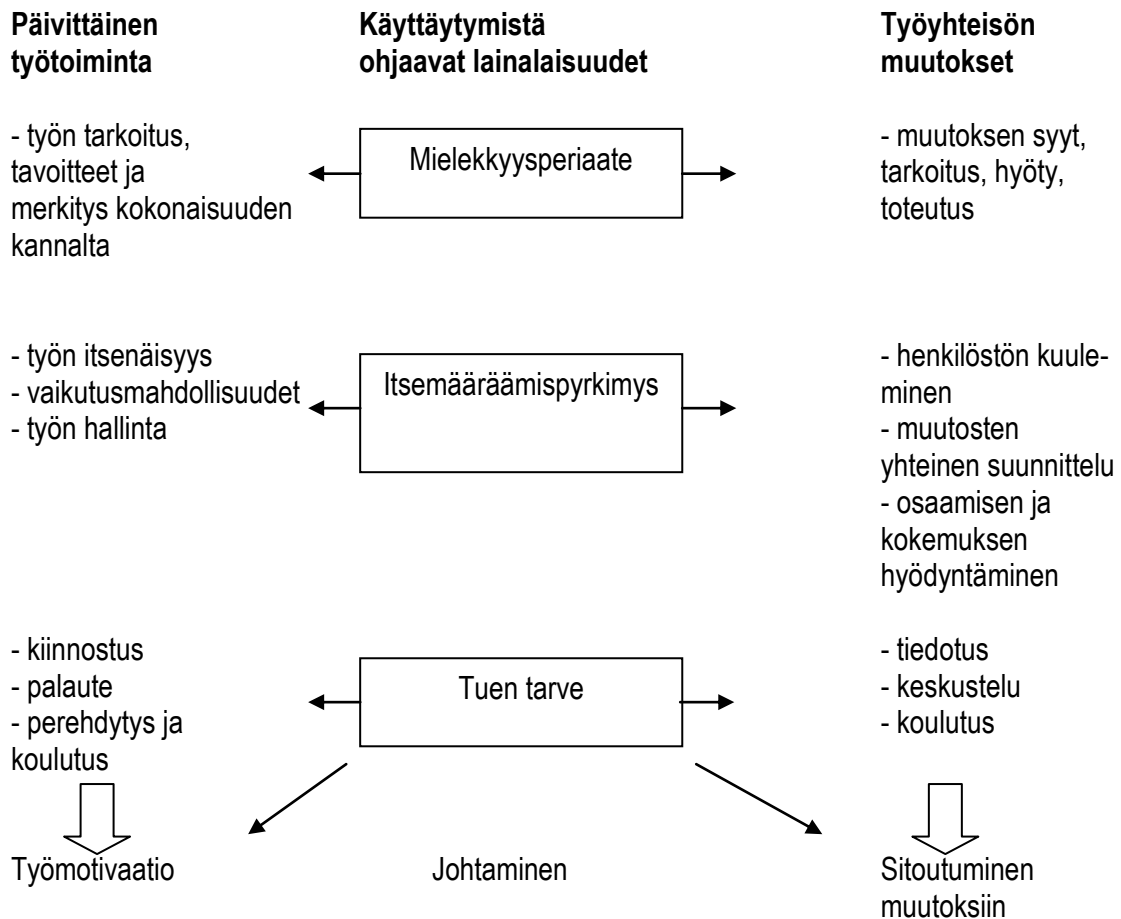 Päivittäinen
työtoiminta
Käyttäytymistä
ohjaavat lainalaisuudet
Työyhteisön
muutokset
- työn tarkoitus,
tavoitteet ja
merkitys kokonaisuuden
kannalta
Mielekkyysperiaate
- muutoksen syyt,
tarkoitus, hyöty,
toteutus
- työn itsenäisyys
- vaikutusmahdollisuudet
- työn hallinta
Itsemääräämispyrkimys
- henkilöstön kuule-
minen
- muutosten
yhteinen suunnittelu
- osaamisen ja
kokemuksen
hyödyntäminen
- kiinnostus
- palaute
- perehdytys ja
koulutus
Tuen tarve
- tiedotus
- keskustelu
- koulutus
Työmotivaatio
Johtaminen
Sitoutuminen
muutoksiin